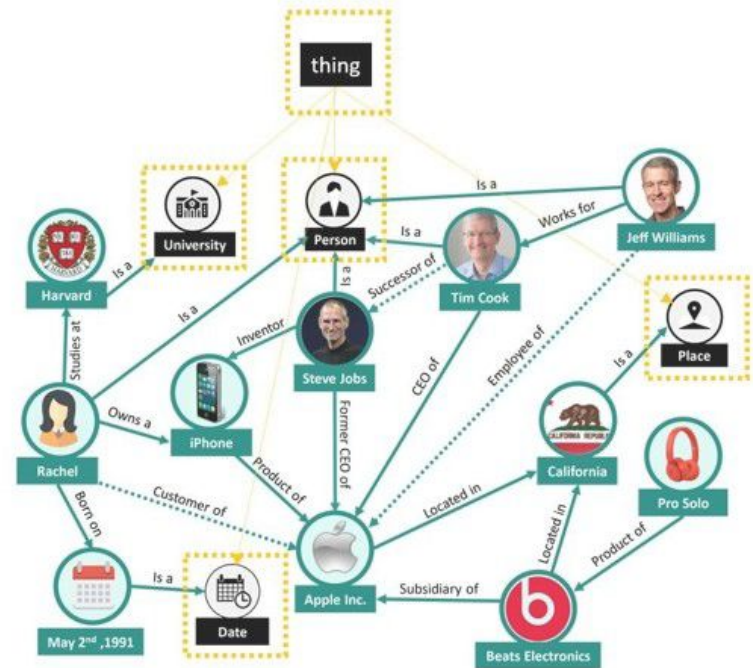 thing
University
Person
Is a
Works for
Jeff Williams
Harvard
Is a
Is a
Is a
Successor of
Tim Cook
Is a
Studies at
Inventor
Steve Jobs
CEO of
Employee of
Is a
Place
Owns a
iPhone
Former CEO of
CALIFORNIA REPUBLIC
California
Rachel
Product of
Pro Solo
Born on
Customer of
Located in
Located in
Product of
Is a
Apple Inc.
Subsidiary of
b
May 2nd ,1991
Date
Beats Electronics